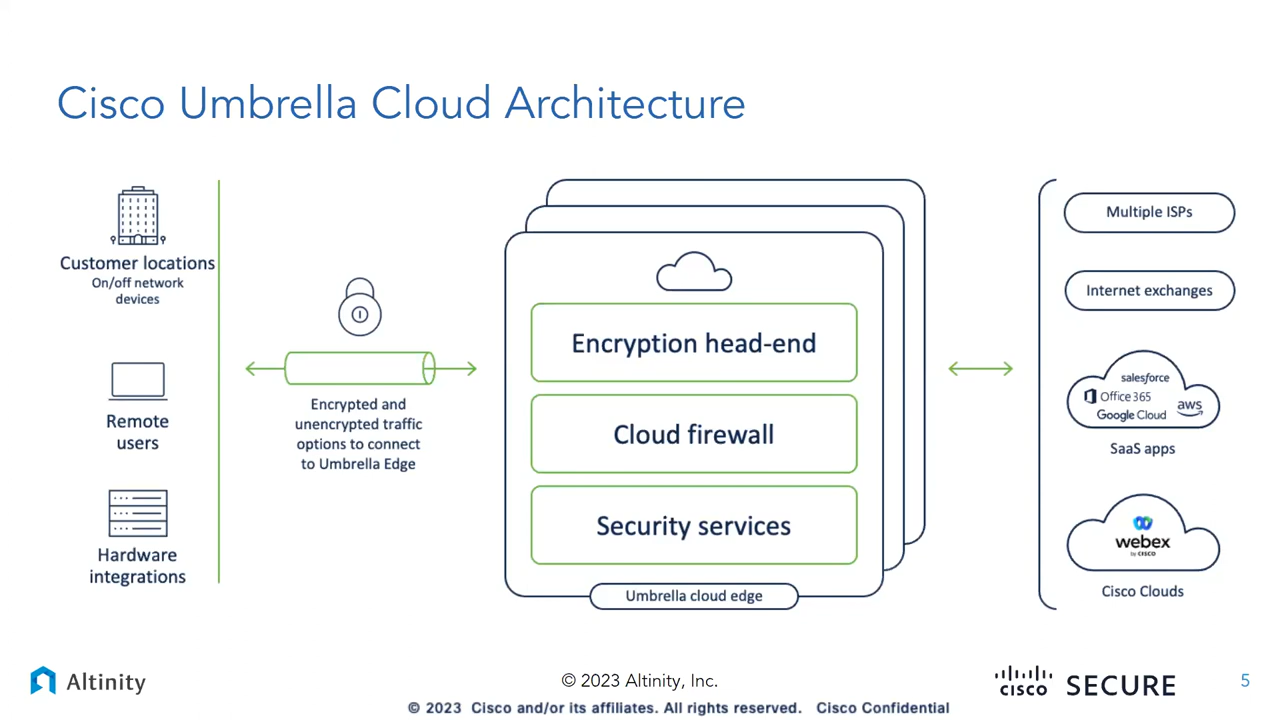 Cisco Umbrella Cloud Architecture
Customer locations
On/off network
devices
Remote
users
Hardware
integrations
Encrypted and
unencrypted traffic
options to connect
to Umbrella Edge
Encryption head-end
Cloud firewall
Security services
Umbrella cloud edge
Multiple ISPs
Internet exchanges
salesforce
Office 365
aws
Google Cloud
SaaS apps
webex
by CISCO
Cisco Clouds
Altinity
© 2023 Altinity, Inc.
cisco SECURE
5
© 2023 Cisco and/or its affiliates. All rights reserved. Cisco Confidential